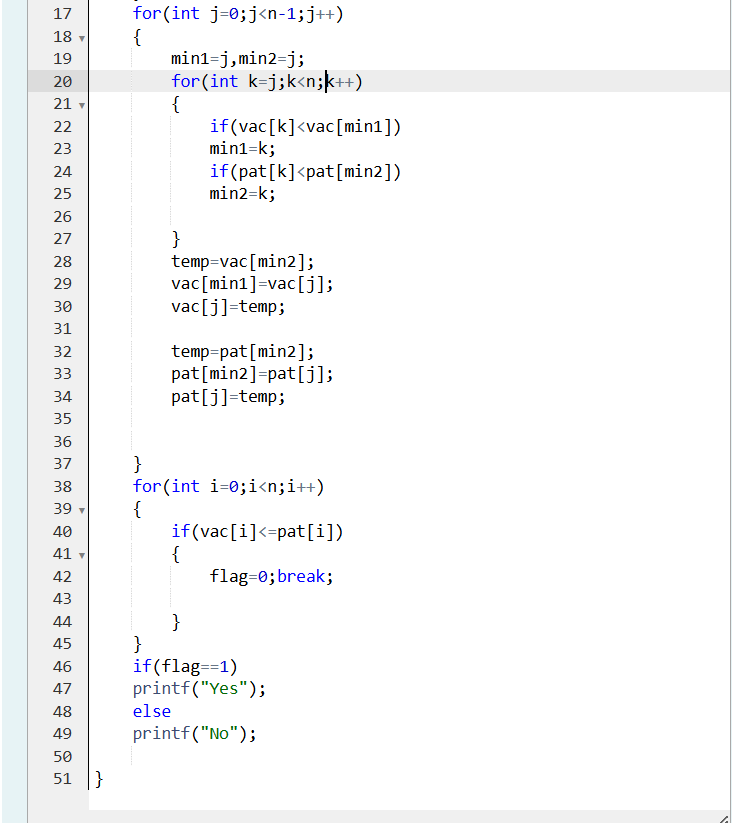 17 for(int j=0;j<n-1;j++)
18 {
19 min1=j,min2=j;
20 for(int k=j;k<n;k++)
21 {
22 if(vac[k]<vac[min1])
23 min1=k;
24 if(pat[k]<pat[min2])
25 min2=k;
26
27 }
28 temp=vac[min2];
29 vac[min1]=vac[j];
30 vac[j]=temp;
31
32 temp=pat[min2];
33 pat[min2]=pat[j];
34 pat[j]=temp;
35
36
37 }
38 for(int i=0;i<n;i++)
39 {
40 if(vac[i]<=pat[i])
41 {
42 flag=0;break;
43
44 }
45 }
46 if(flag==1)
47 printf("Yes");
48 else
49 printf("No");
50
51 }